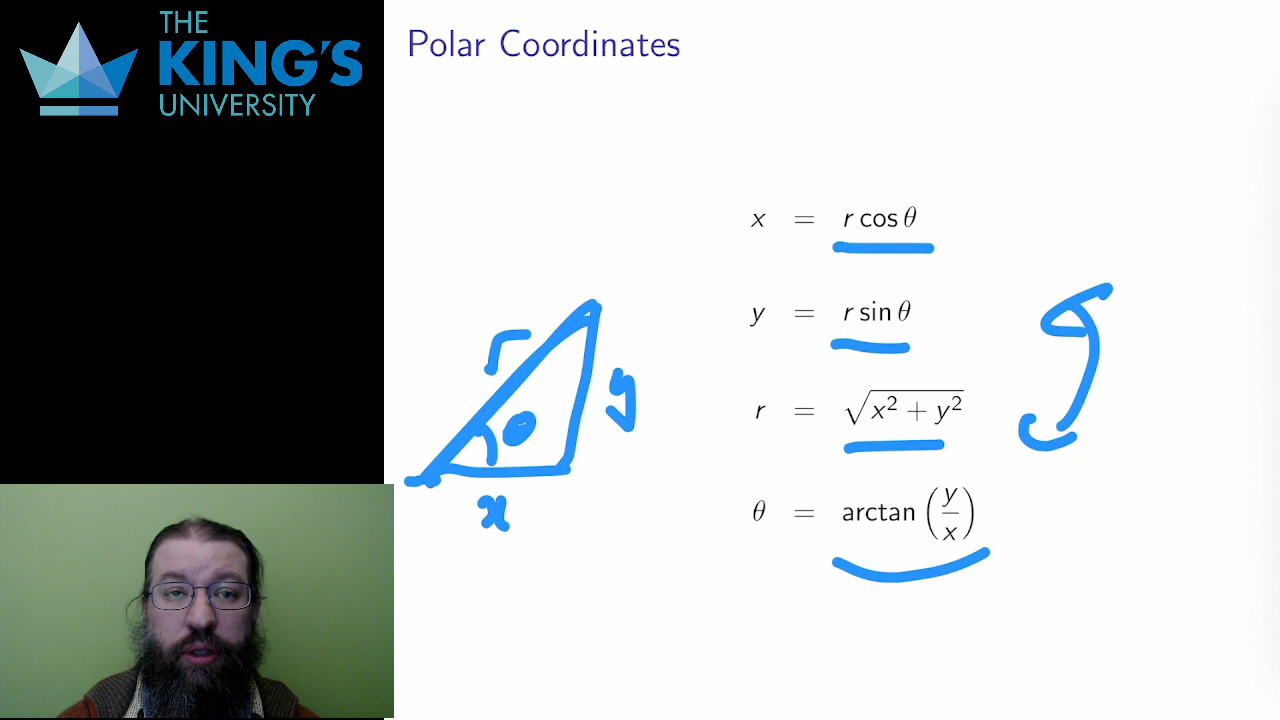 THE
KING'S
UNIVERSITY
Polar Coordinates
x = r cos θ
y = r sin θ
r = √(x² + y²)
θ = arctan (y/x)
r
θ
y
x